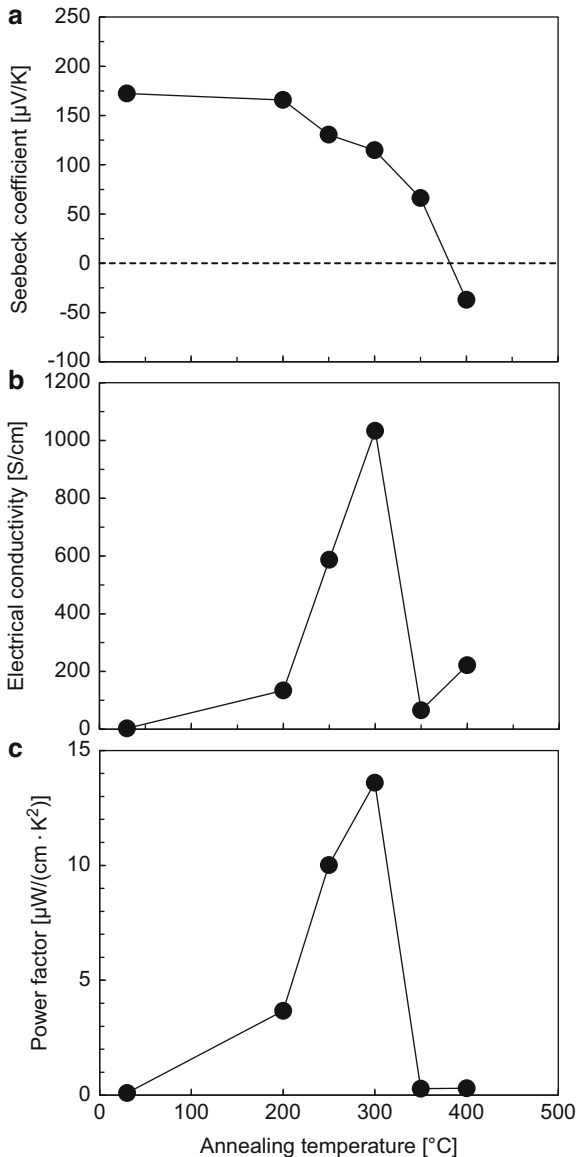 a
250
200
150
100
50
0
-50
-100
Seebeck coefficient [µV/K]
b
1200
1000
800
600
400
200
0
Electrical conductivity [S/cm]
c
15
10
5
0
Power factor [µW/(cm · K²)]
0 100 200 300 400 500
Annealing temperature [°C]